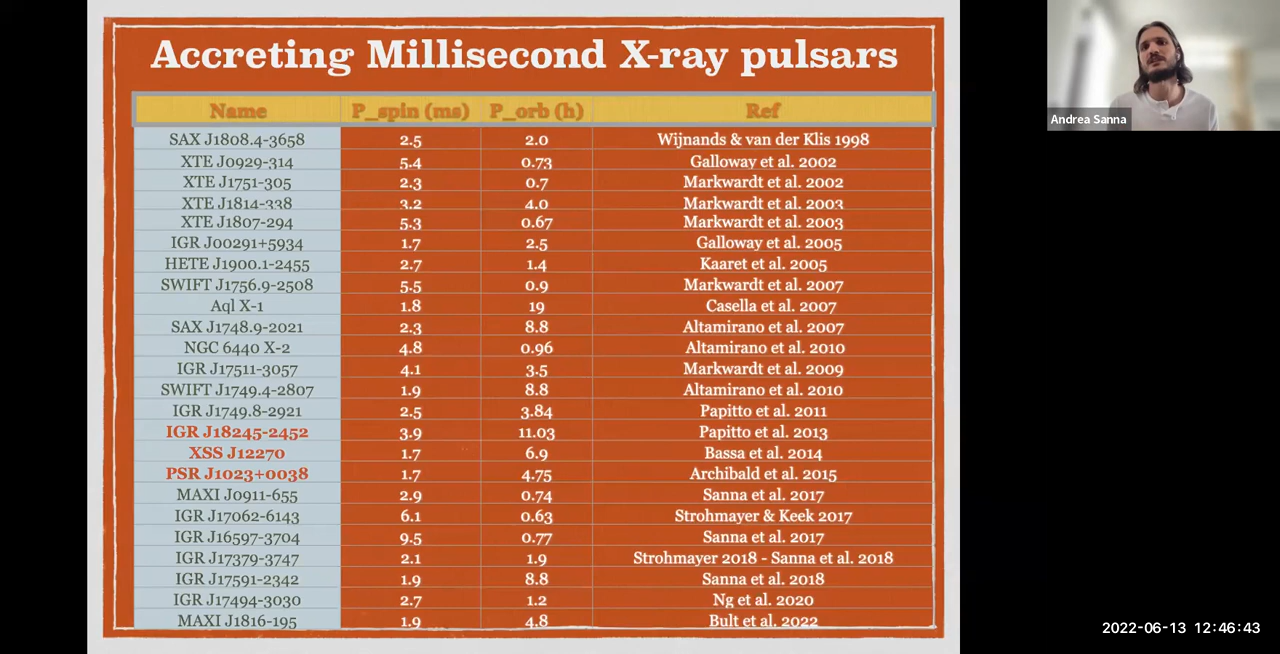 Accreting Millisecond X-ray pulsars
Name P_spin (ms) P_orb (h) Ref
SAX J1808.4-3658 2.5 2.0 Wijnands & van der Klis 1998
XTE J0929-314 5.4 0.73 Galloway et al. 2002
XTE J1751-305 2.3 0.7 Markwardt et al. 2002
XTE J1814-338 3.2 4.0 Markwardt et al. 2003
XTE J1807-294 5.3 0.67 Markwardt et al. 2003
IGR J00291+5934 1.7 2.5 Galloway et al. 2005
HETE J1900.1-2455 2.7 1.4 Kaaret et al. 2005
SWIFT J1756.9-2508 5.5 0.9 Markwardt et al. 2007
Aql X-1 1.8 19 Casella et al. 2007
SAX J1748.9-2021 2.3 8.8 Altamirano et al. 2007
NGC 6440 X-2 4.8 0.96 Altamirano et al. 2010
IGR J17511-3057 4.1 3.5 Markwardt et al. 2009
SWIFT J1749.4-2807 1.9 8.8 Altamirano et al. 2010
IGR J1749.8-2921 2.5 3.84 Papitto et al. 2011
IGR J18245-2452 3.9 11.03 Papitto et al. 2013
XSS J12270 1.7 6.9 Bassa et al. 2014
PSR J1023+0038 1.7 4.75 Archibald et al. 2015
MAXI J0911-655 2.9 0.74 Sanna et al. 2017
IGR J17062-6143 6.1 0.63 Strohmayer & Keek 2017
IGR J16597-3704 9.5 0.77 Sanna et al. 2017
IGR J17379-3747 2.1 1.9 Strohmayer 2018 - Sanna et al. 2018
IGR J17591-2342 1.9 8.8 Sanna et al. 2018
IGR J17494-3030 2.7 1.2 Ng et al. 2020
MAXI J1816-195 1.9 4.8 Bult et al. 2022
Andrea Sanna
2022-06-13 12:46:43